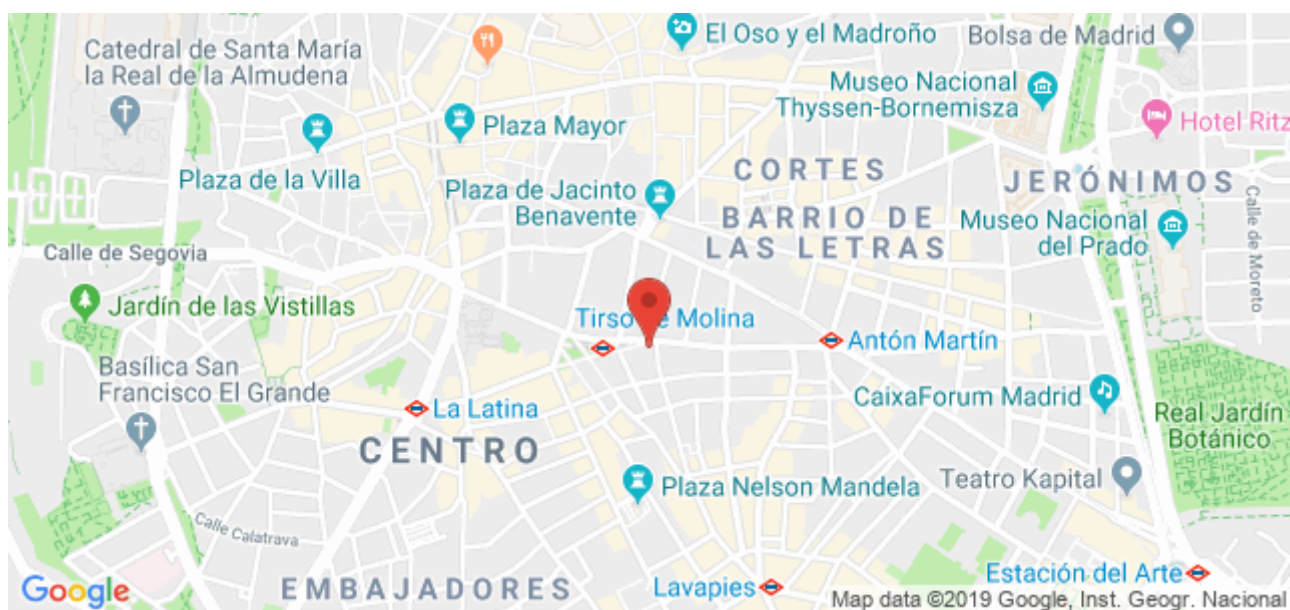 Catedral de Santa María
la Real de la Almudena
El Oso y el Madroño
Bolsa de Madrid
Museo Nacional
Thyssen-Bornemisza
Hotel Ritz
Plaza Mayor
Plaza de la Villa
CORTES
Plaza de Jacinto
Benavente
JERÓNIMOS
BARRIO DE
LAS LETRAS
Museo Nacional
del Prado
Calle de Moreto
Calle de Segovia
Jardín de las Vistillas
Tirso de Molina
Antón Martín
Basílica San
Francisco El Grande
La Latina
CaixaForum Madrid
Real Jardín
Botánico
CENTRO
Teatro Kapital
Plaza Nelson Mandela
Calle Calatrava
EMBAJADORES
Lavapies
Estación del Arte
Google
Map data ©2019 Google, Inst. Geogr. Nacional